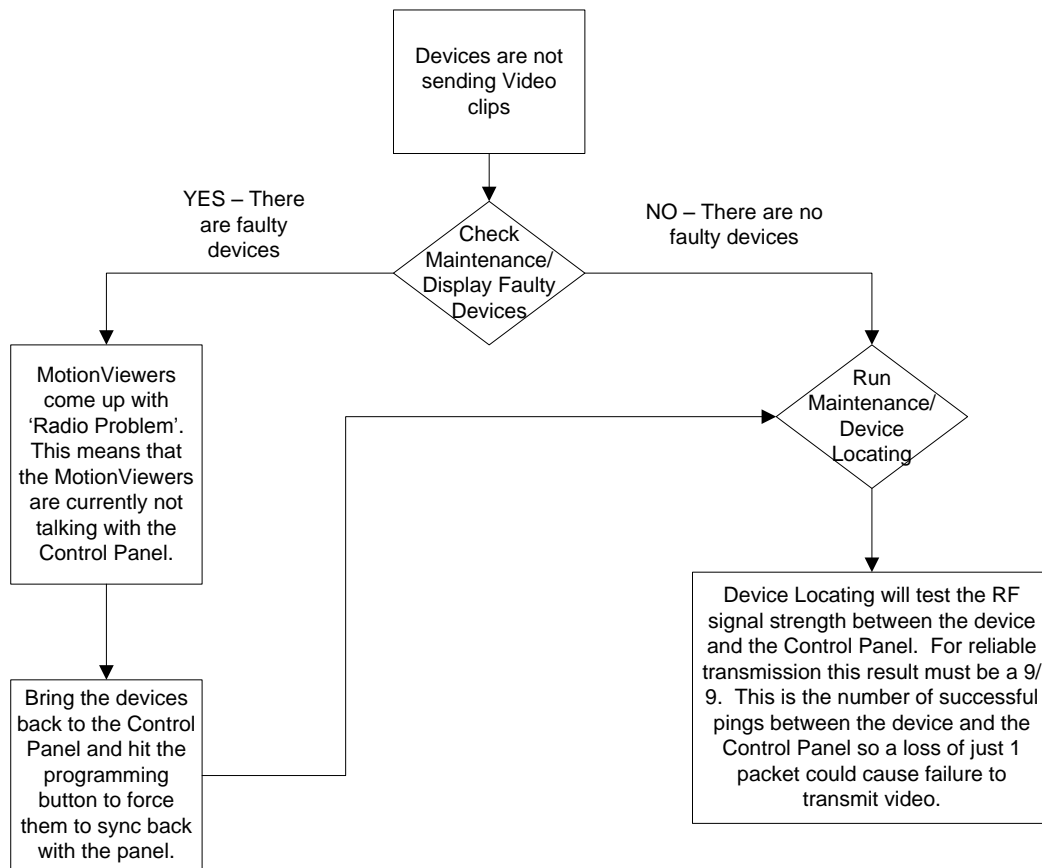 Devices are not
sending Video
clips
YES – There
are faulty
devices
NO – There are no
faulty devices
Check
Maintenance/
Display Faulty
Devices
MotionViewers
come up with
‘Radio Problem’.
This means that
the MotionViewers
are currently not
talking with the
Control Panel.
Run
Maintenance/
Device
Locating
Bring the devices
back to the Control
Panel and hit the
programming
button to force
them to sync back
with the panel.
Device Locating will test the RF
signal strength between the device
and the Control Panel.  For reliable
transmission this result must be a 9/
9.  This is the number of successful
pings between the device and the
Control Panel so a loss of just 1
packet could cause failure to
transmit video.